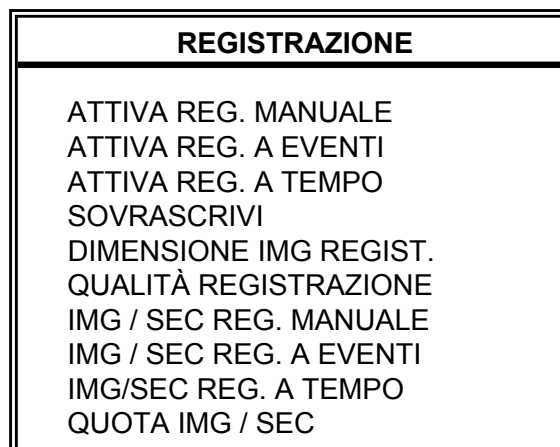 REGISTRAZIONE
ATTIVA REG. MANUALE
ATTIVA REG. A EVENTI
ATTIVA REG. A TEMPO
SOVRASCRIVI
DIMENSIONE IMG REGIST.
QUALITÀ REGISTRAZIONE
IMG / SEC REG. MANUALE
IMG / SEC REG. A EVENTI
IMG/SEC REG. A TEMPO
QUOTA IMG / SEC